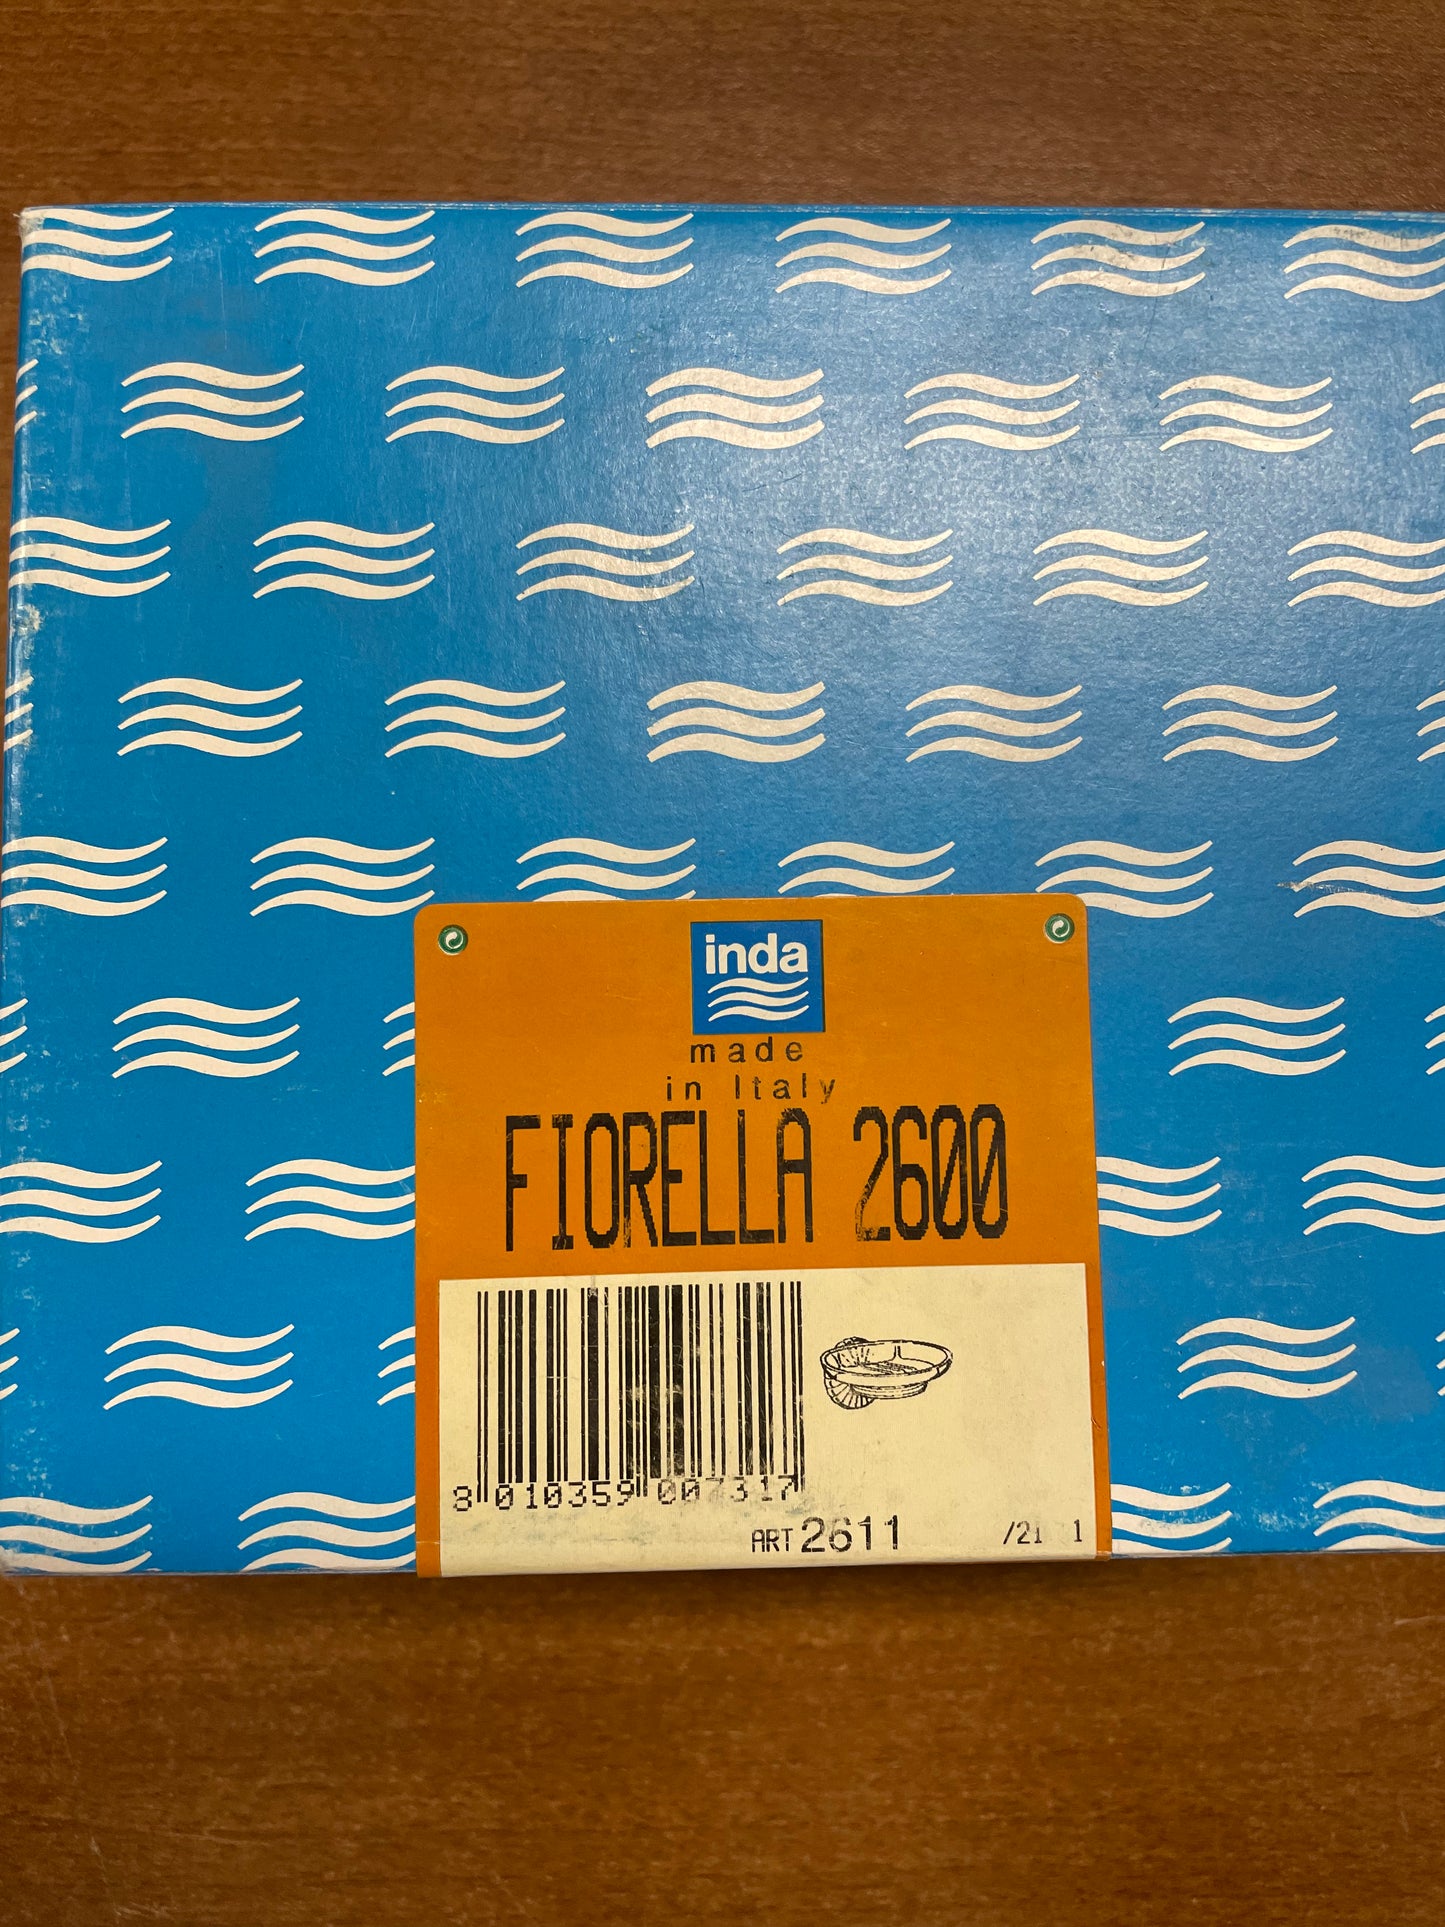 inda
made
in Italy
FIORELLA 2600
8 010359 007317
ART 2611